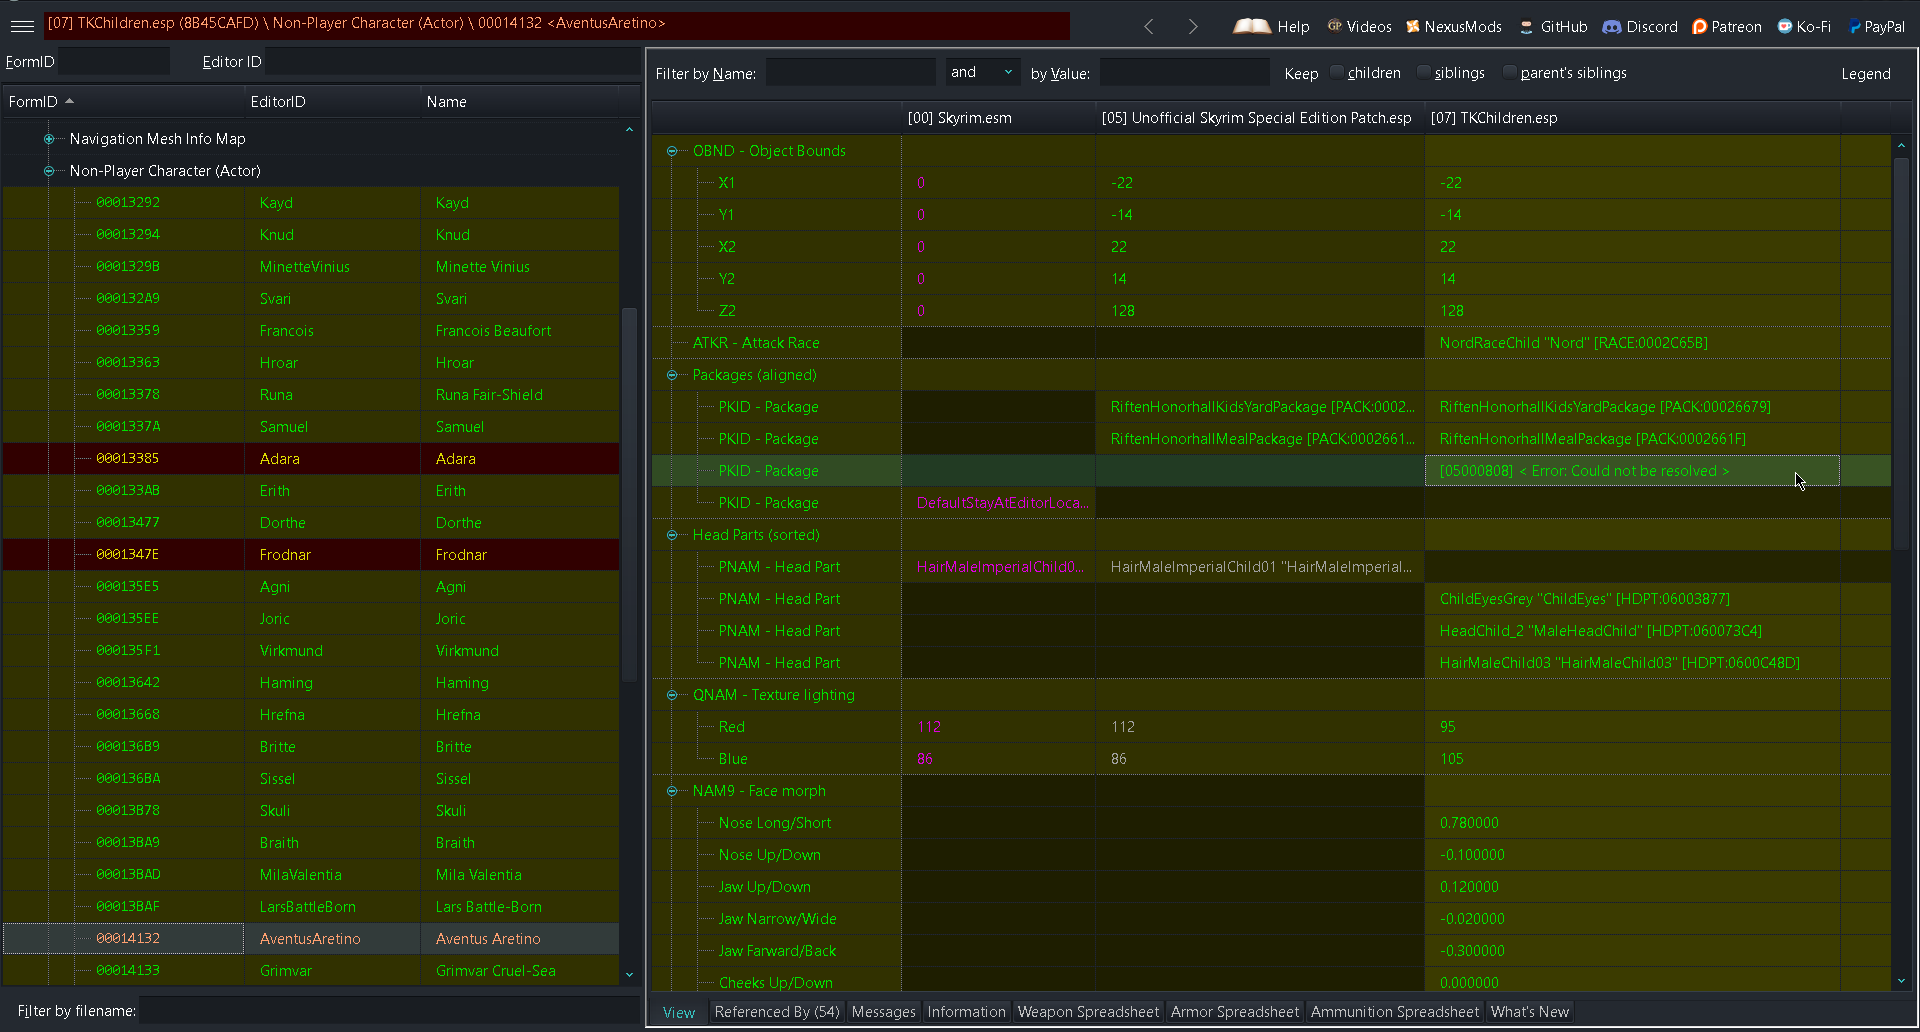 [07] TKChildren.esp (8B45CAFD) \ Non-Player Character (Actor) \ 00014132 <AventusAretino>
Help Videos NexusMods GitHub Discord Patreon Ko-Fi PayPal
FormID Editor ID
FormID EditorID Name
Navigation Mesh Info Map
Non-Player Character (Actor)
00013292 Kayd Kayd
00013294 Knud Knud
0001329B MinetteVinius Minette Vinius
000132A9 Svari Svari
00013359 Francois Francois Beaufort
00013363 Hroar Hroar
00013378 Runa Runa Fair-Shield
0001337A Samuel Samuel
00013385 Adara Adara
000133AB Erith Erith
00013477 Dorthe Dorthe
0001347E Frodnar Frodnar
000135E5 Agni Agni
000135EE Joric Joric
000135F1 Virkmund Virkmund
00013642 Haming Haming
00013668 Hrefna Hrefna
000136B9 Britte Britte
000136BA Sissel Sissel
00013B78 Skuli Skuli
00013BA9 Braith Braith
00013BAD MilaValentia Mila Valentia
00013BAF LarsBattleBorn Lars Battle-Born
00014132 AventusAretino Aventus Aretino
00014133 Grimvar Grimvar Cruel-Sea
Filter by filename:
Filter by Name: and by Value: Keep children siblings parent's siblings Legend
[00] Skyrim.esm [05] Unofficial Skyrim Special Edition Patch.esp [07] TKChildren.esp
OBND - Object Bounds
X1 0 -22 -22
Y1 0 -14 -14
X2 0 22 22
Y2 0 14 14
Z2 0 128 128
ATKR - Attack Race NordRaceChild "Nord" [RACE:0002C65B]
Packages (aligned)
PKID - Package RiftenHonorhallKidsYardPackage [PACK:0002... RiftenHonorhallKidsYardPackage [PACK:00026679]
PKID - Package RiftenHonorhallMealPackage [PACK:0002661... RiftenHonorhallMealPackage [PACK:0002661F]
PKID - Package [05000808] < Error: Could not be resolved >
PKID - Package DefaultStayAtEditorLoca...
Head Parts (sorted)
PNAM - Head Part HairMaleImperialChild0... HairMaleImperialChild01 "HairMaleImperial...
PNAM - Head Part ChildEyesGrey "ChildEyes" [HDPT:06003877]
PNAM - Head Part HeadChild_2 "MaleHeadChild" [HDPT:060073C4]
PNAM - Head Part HairMaleChild03 "HairMaleChild03" [HDPT:0600C48D]
QNAM - Texture lighting
Red 112 112 95
Blue 86 86 105
NAM9 - Face morph
Nose Long/Short 0.780000
Nose Up/Down -0.100000
Jaw Up/Down 0.120000
Jaw Narrow/Wide -0.020000
Jaw Farward/Back -0.300000
Cheeks Up/Down 0.000000
View Referenced By (54) Messages Information Weapon Spreadsheet Armor Spreadsheet Ammunition Spreadsheet What's New